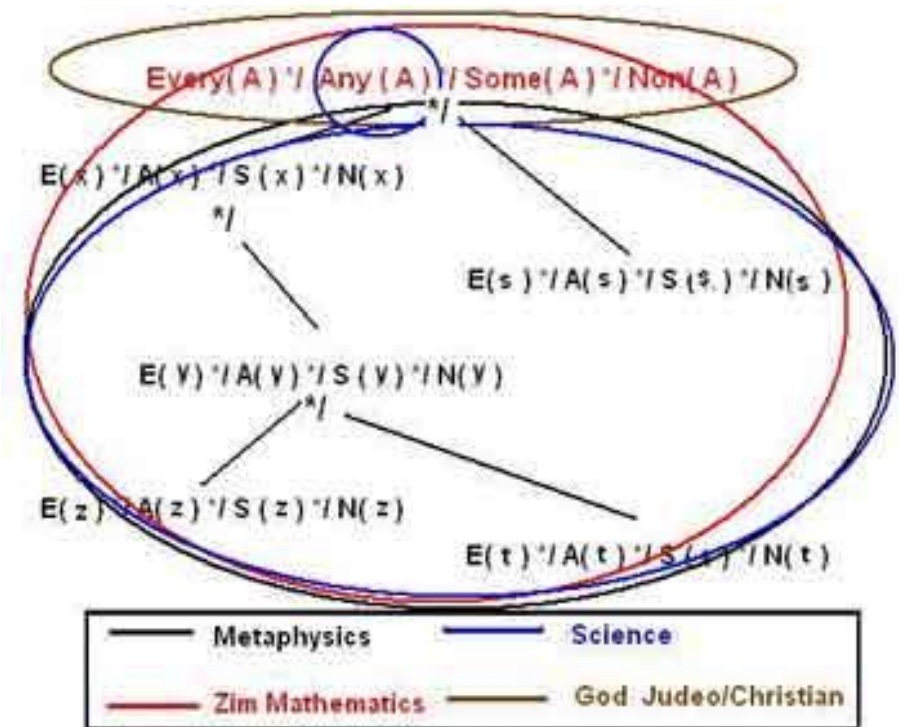 Every(A) */ Any(A) */ Some(A) */ Non(A)
*/
E(x) */ A(x) */ S(x) */ N(x)
*/
E(s) */ A(s) */ S(s) */ N(s)
E(y) */ A(y) */ S(y) */ N(y)
*/
E(z) */ A(z) */ S(z) */ N(z)
E(t) */ A(t) */ S(t) */ N(t)
Metaphysics Science
Zim Mathematics God Judeo/Christian